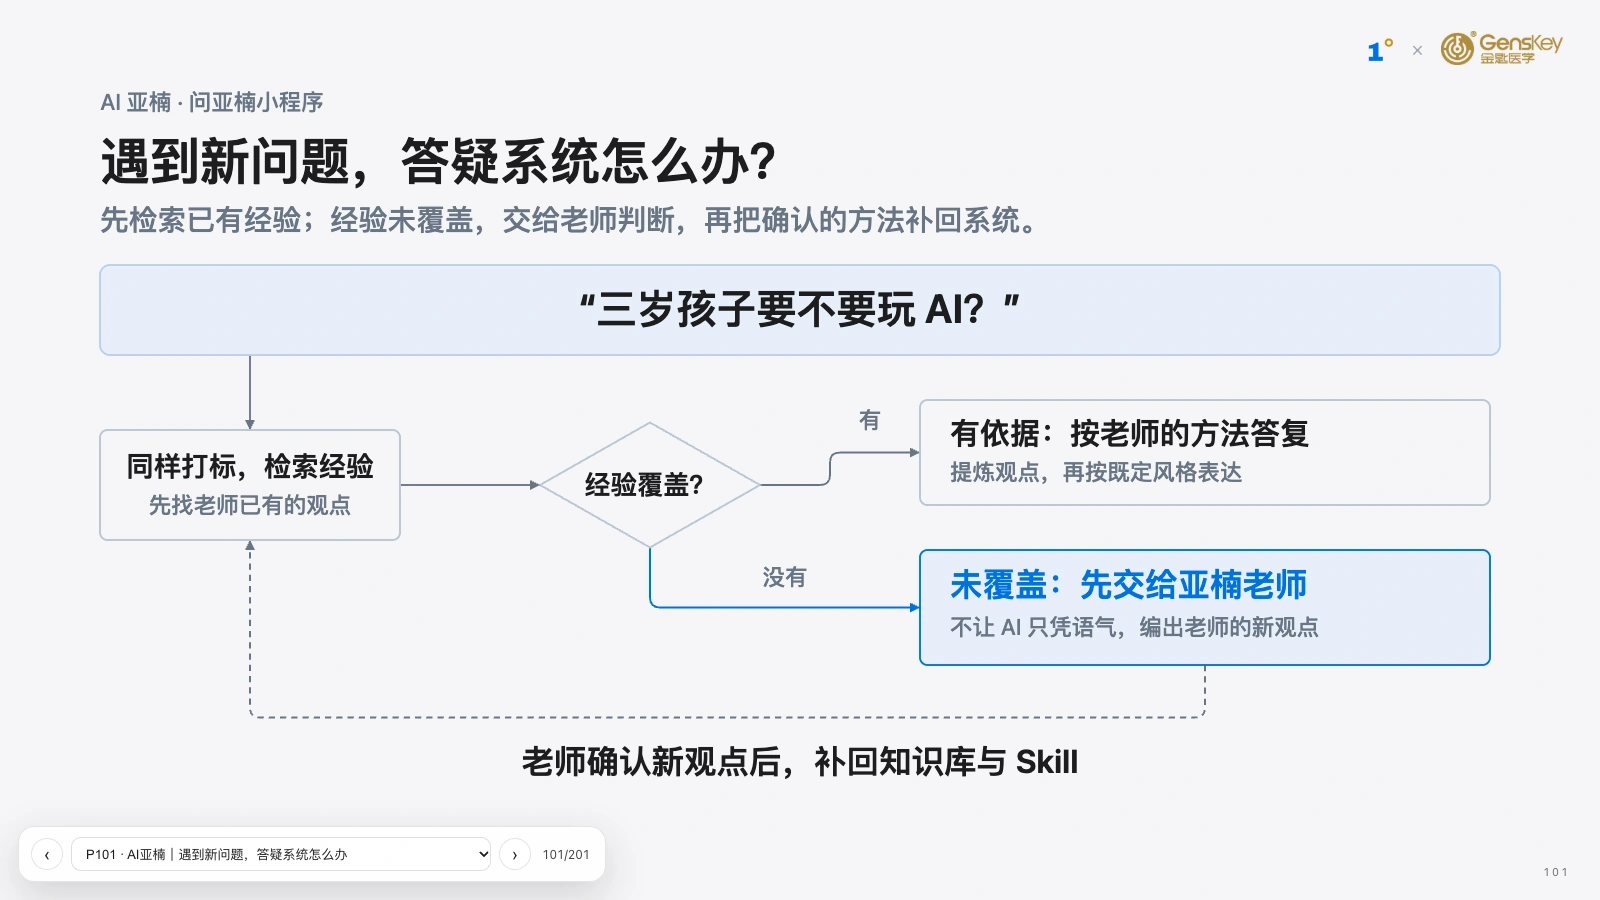 1° × GensKey®
金匙医学
AI 亚楠 · 问亚楠小程序
遇到新问题，答疑系统怎么办?
先检索已有经验；经验未覆盖，交给老师判断，再把确认的方法补回系统。
“三岁孩子要不要玩 AI？”
同样打标，检索经验
先找老师已有的观点
经验覆盖?
有
有依据：按老师的方法答复
提炼观点，再按既定风格表达
没有
未覆盖：先交给亚楠老师
不让 AI 只凭语气，编出老师的新观点
老师确认新观点后，补回知识库与 Skill
‹ P101 · AI亚楠｜遇到新问题，答疑系统怎么办 › 101/201
101